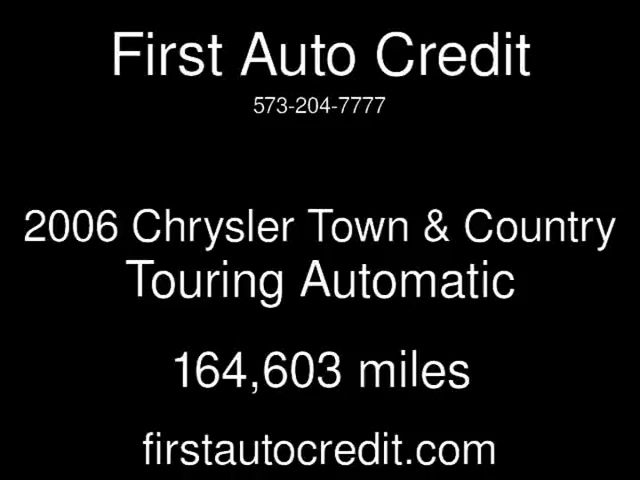 First Auto Credit
573-204-7777
2006 Chrysler Town & Country
Touring Automatic
164,603 miles
firstautocredit.com